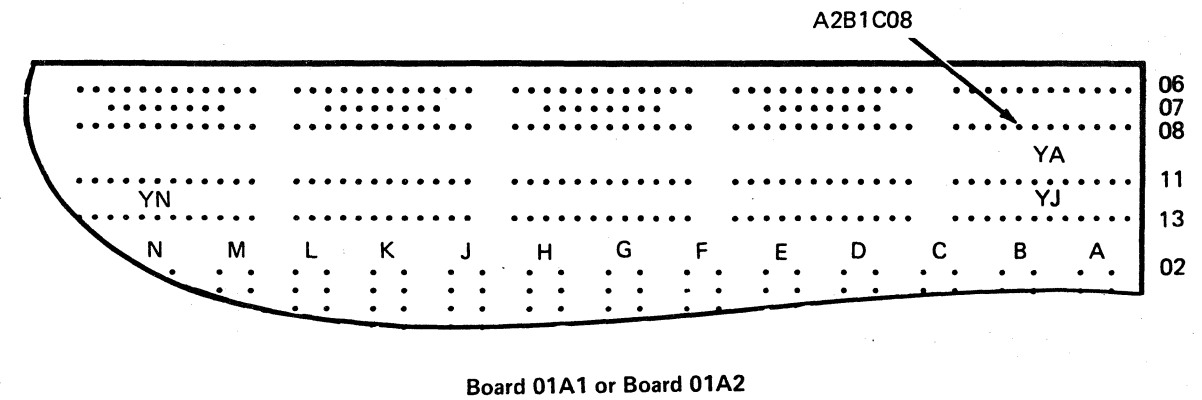 A2B1C08
06
07
08
YA
11
YN YJ
13
N M L K J H G F E D C B A
02
Board 01A1 or Board 01A2